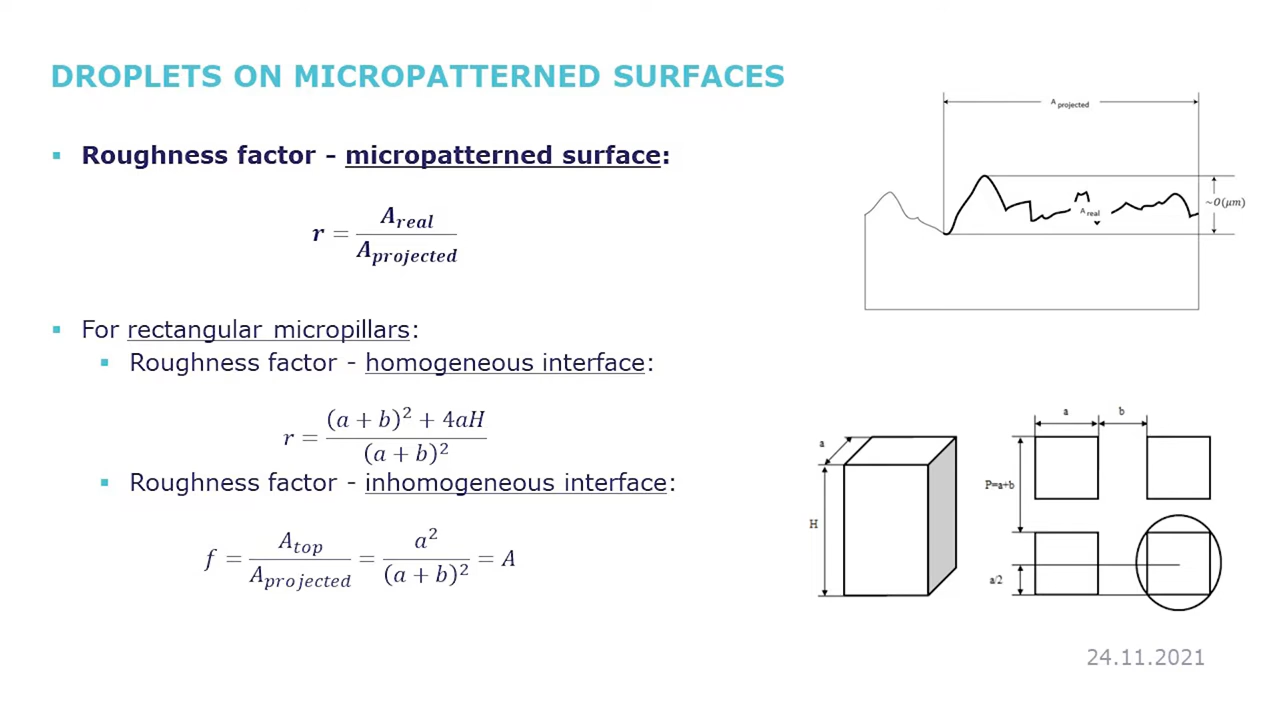 DROPLETS ON MICROPATTERNED SURFACES
▪ Roughness factor - micropatterned surface:
r = A_real / A_projected
▪ For rectangular micropillars:
▪ Roughness factor - homogeneous interface:
r = ((a + b)² + 4aH) / (a + b)²
▪ Roughness factor - inhomogeneous interface:
f = A_top / A_projected = a² / (a + b)² = A
A projected
~O(μm)
A real
a
H
a
b
P=a+b
a/2
24.11.2021